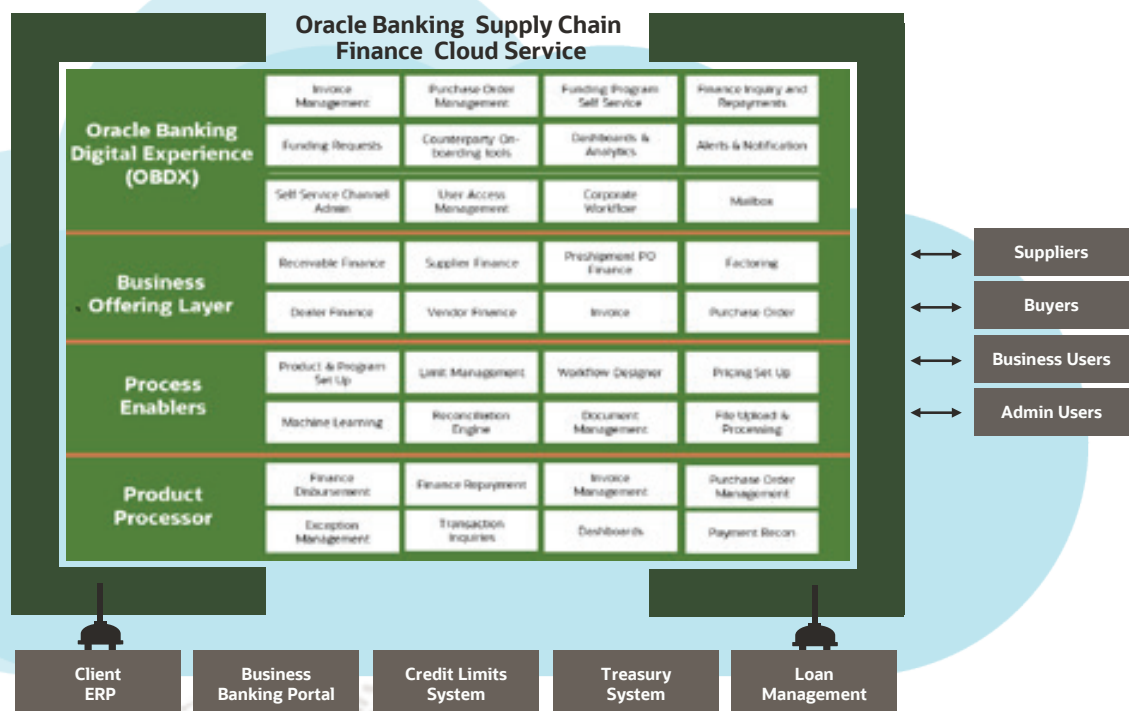 Oracle Banking Supply Chain
Finance Cloud Service
Oracle Banking
Digital Experience
(OBDX)
Invoice
Management
Purchase Order
Management
Funding Program
Self Service
Finance Inquiry and
Repayments
Funding Requests
Counterparty On-
boarding tools
Dashboards &
Analytics
Alerts & Notification
Self Service Channel
Admin
User Access
Management
Corporate
Workflow
Mailbox
Business
Offering Layer
Receivable Finance
Supplier Finance
Preshipment PO
Finance
Factoring
Dealer Finance
Vendor Finance
Invoice
Purchase Order
Process
Enablers
Product & Program
Set Up
Limit Management
Workflow Designer
Pricing Set Up
Machine Learning
Reconciliation
Engine
Document
Management
File Upload &
Processing
Product
Processor
Finance
Disbursement
Finance Repayment
Invoice
Management
Purchase Order
Management
Exception
Management
Transaction
Inquiries
Dashboards
Payment Recon
Suppliers
Buyers
Business Users
Admin Users
Client
ERP
Business
Banking Portal
Credit Limits
System
Treasury
System
Loan
Management